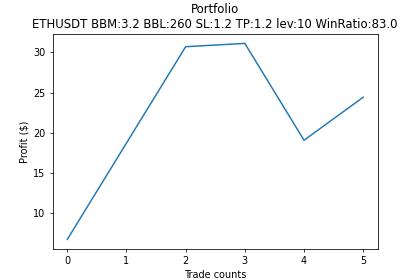 Portfolio
ETHUSDT BBM:3.2 BBL:260 SL:1.2 TP:1.2 lev:10 WinRatio:83.0
30
25
20
15
10
Profit ($)
0 1 2 3 4 5
Trade counts